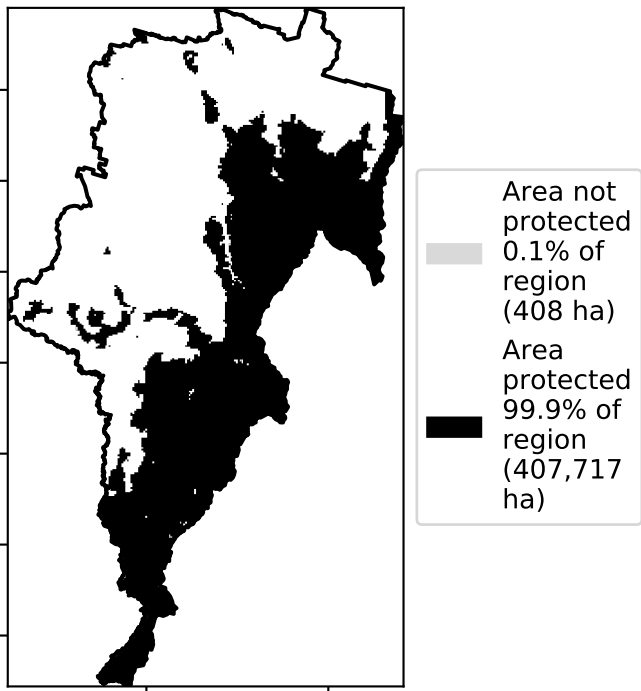 Area not
protected
0.1% of
region
(408 ha)
Area
protected
99.9% of
region
(407,717
ha)